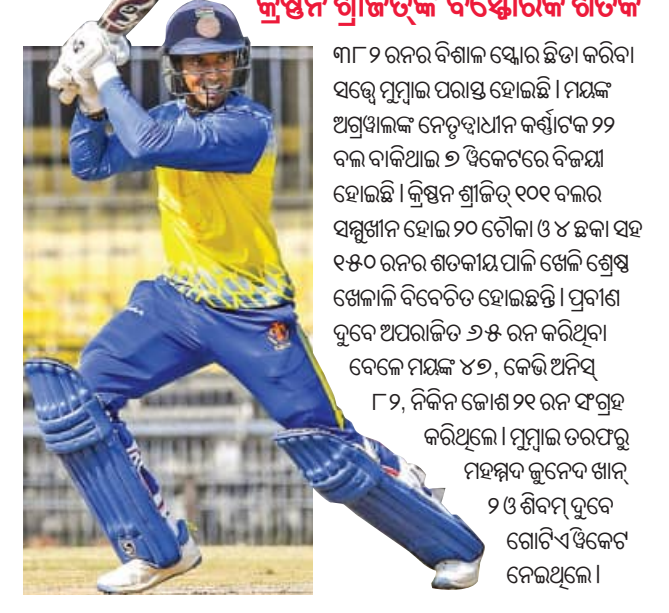 କ୍ରିଷ୍ଣନ ଶ୍ରୀଜିତ୍‌ଙ୍କ ବିସ୍ଫୋରକ ଶତକ
୩୮୨ ରନର ବିଶାଳ ସ୍କୋର ଛିଡା କରିବା
ସତ୍ତ୍ୱେ ମୁମ୍ବାଇ ପରାସ୍ତ ହୋଇଛି । ମୟଙ୍କ
ଅଗ୍ରୱାଲଙ୍କ ନେତୃତ୍ୱାଧୀନ କର୍ଣ୍ଣାଟକ ୨୨
ବଲ ବାକିଥାଇ ୭ ୱିକେଟରେ ବିଜୟୀ
ହୋଇଛି । କ୍ରିଷ୍ଣନ ଶ୍ରୀଜିତ୍ ୧୦୧ ବଲର
ସମ୍ମୁଖୀନ ହୋଇ ୨୦ ଚୌକା ଓ ୪ ଛକା ସହ
୧୫୦ ରନର ଶତକୀୟ ପାଳି ଖେଳି ଶ୍ରେଷ୍ଠ
ଖେଳାଳି ବିବେଚିତ ହୋଇଛନ୍ତି । ପ୍ରବୀଣ
ଦୁବେ ଅପରାଜିତ ୬୫ ରନ କରିଥିବା
ବେଳେ ମୟଙ୍କ ୪୭, କେଭି ଅନିସ୍
୮୨, ନିକିନ ଜୋଶ ୨୧ ରନ ସଂଗ୍ରହ
କରିଥିଲେ । ମୁମ୍ବାଇ ତରଫରୁ
ମହମ୍ମଦ ଜୁନେଦ ଖାନ୍
୨ ଓ ଶିବମ୍ ଦୁବେ
ଗୋଟିଏ ୱିକେଟ
ନେଇଥିଲେ ।